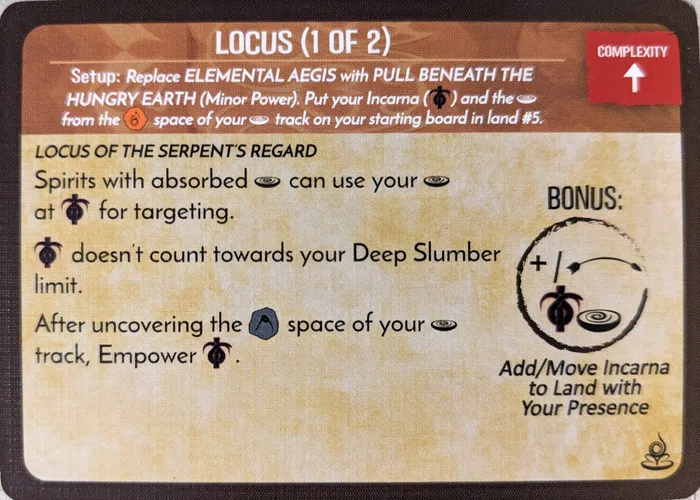 LOCUS (1 OF 2)
COMPLEXITY
Setup: Replace ELEMENTAL AEGIS with PULL BENEATH THE
HUNGRY EARTH (Minor Power). Put your Incarna ( ) and the
from the space of your track on your starting board in land #5.
LOCUS OF THE SERPENT'S REGARD
Spirits with absorbed can use your
at for targeting.
doesn't count towards your Deep Slumber
limit.
After uncovering the space of your
track, Empower .
BONUS:
+/
Add/Move Incarna
to Land with
Your Presence